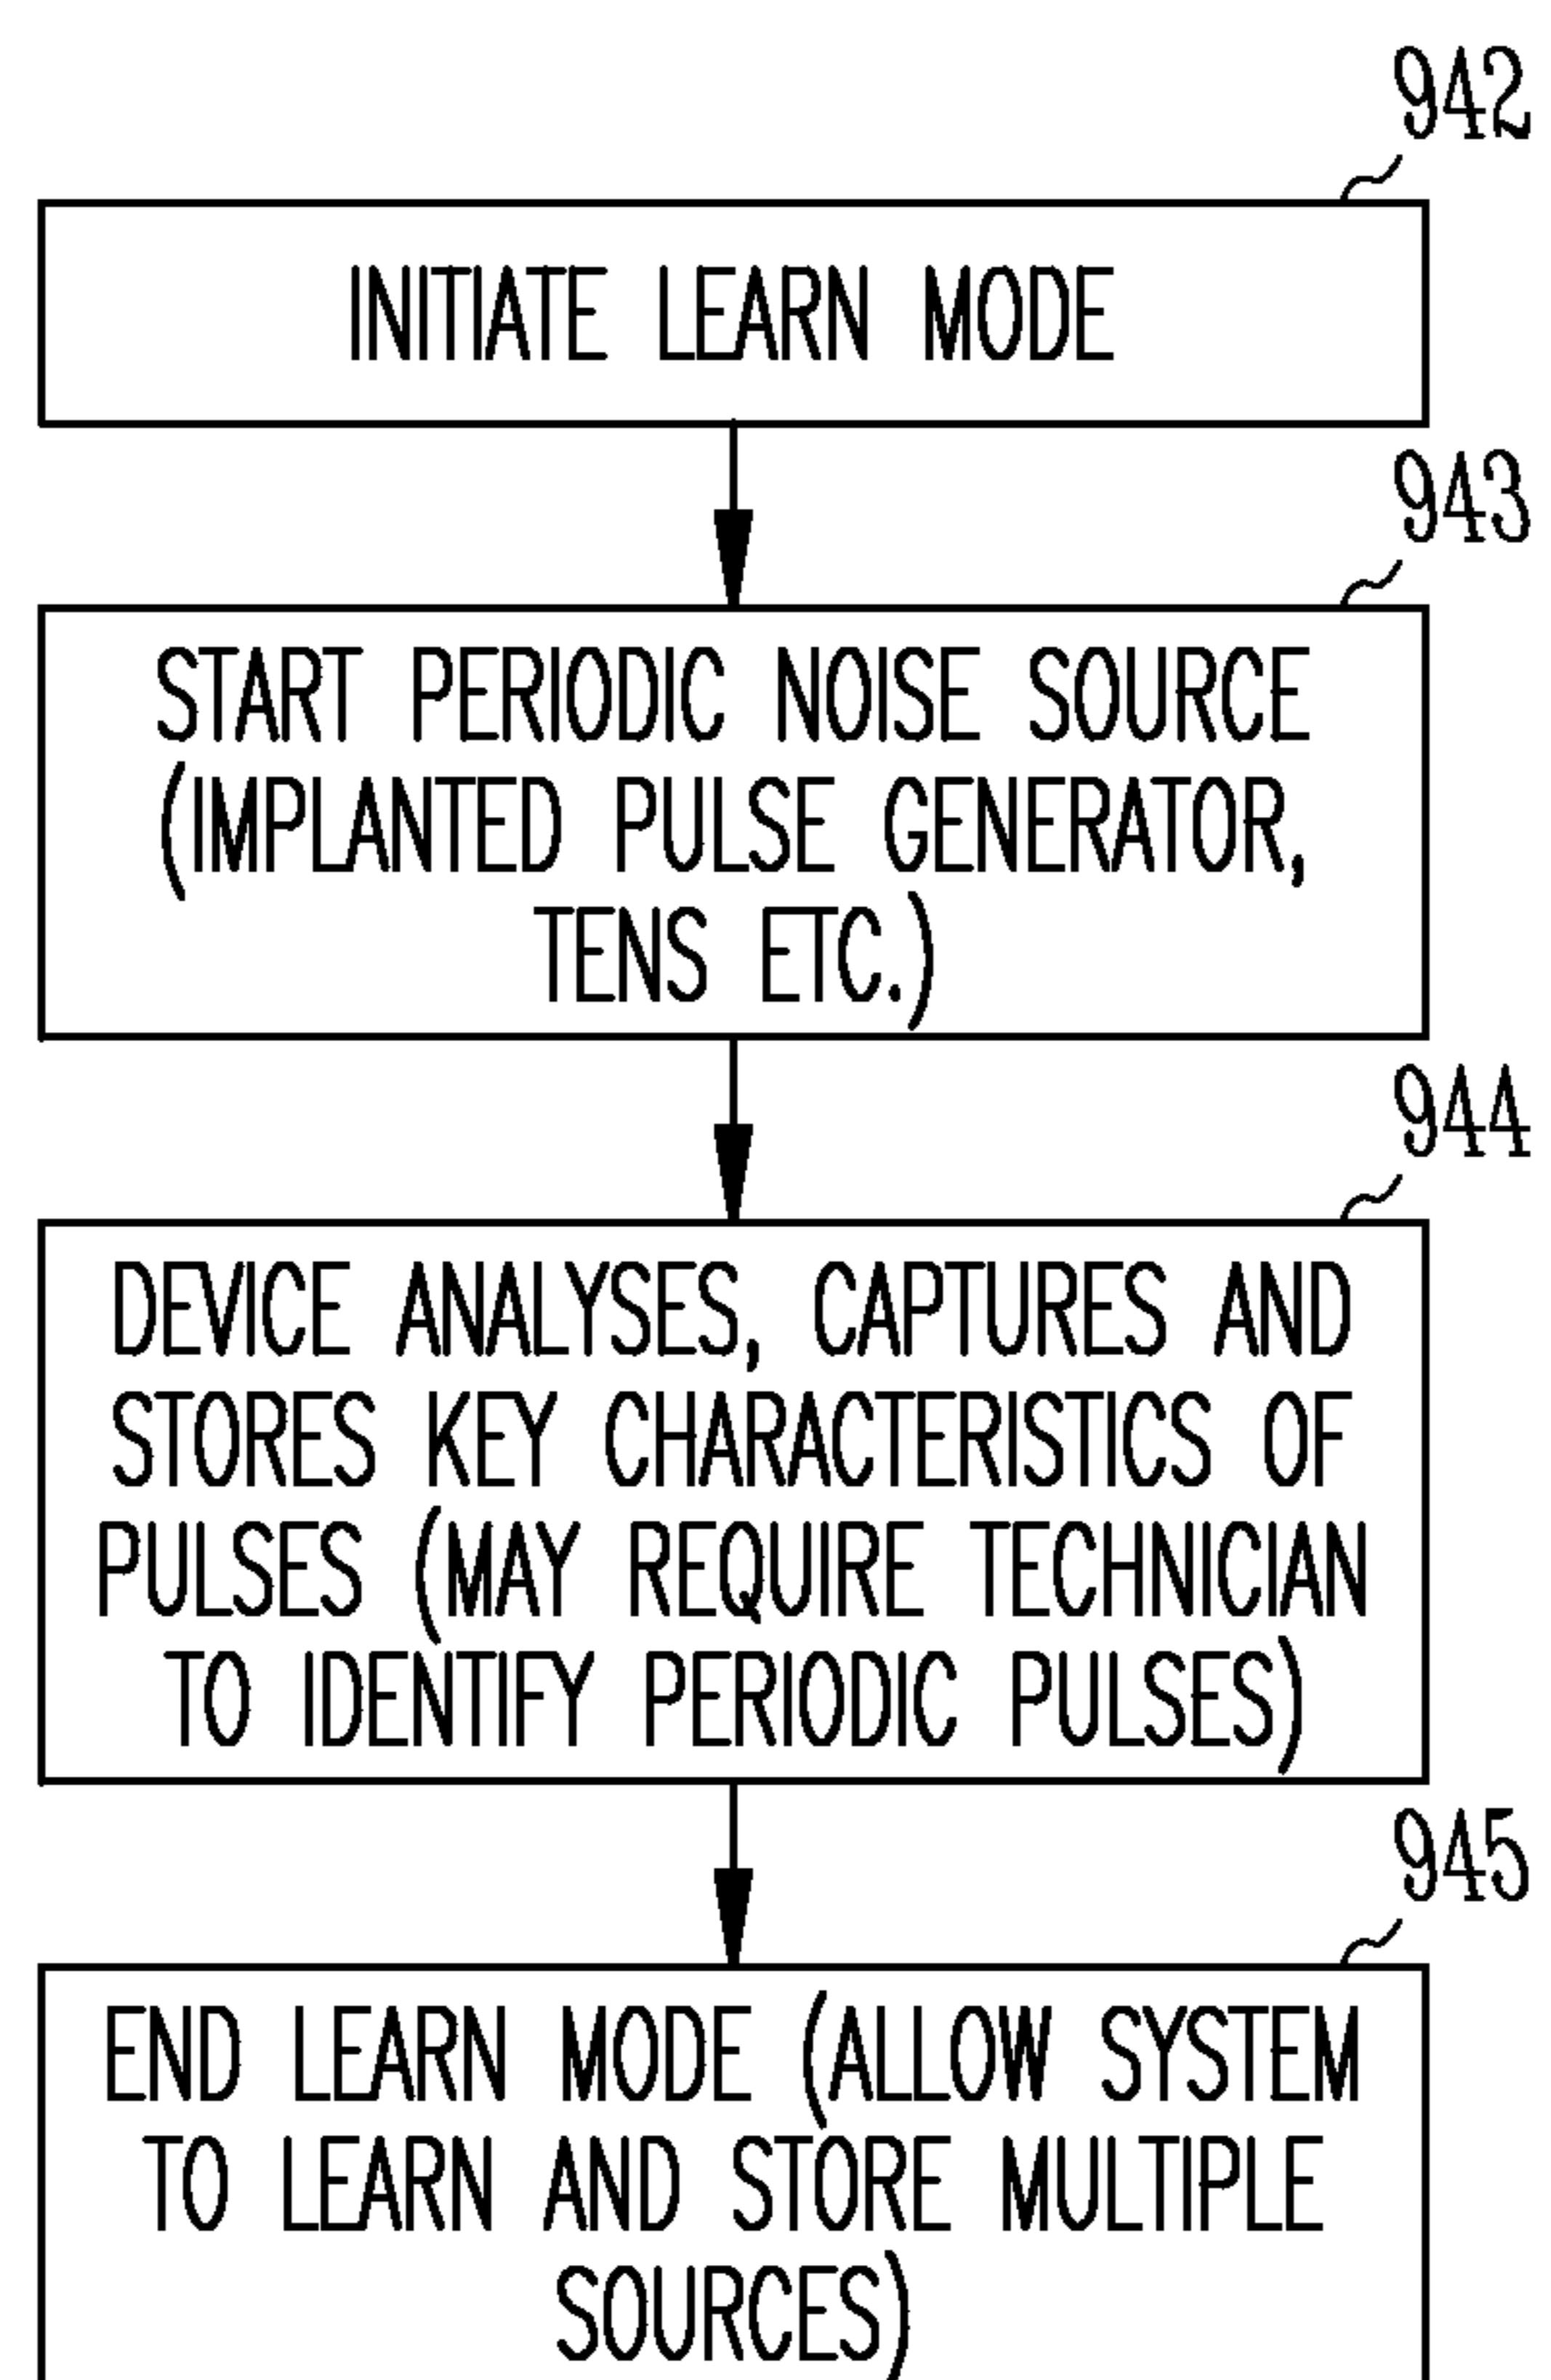 942
INITIATE LEARN MODE
943
START PERIODIC NOISE SOURCE
(IMPLANTED PULSE GENERATOR,
TENS ETC.)
944
DEVICE ANALYSES, CAPTURES AND
STORES KEY CHARACTERISTICS OF
PULSES (MAY REQUIRE TECHNICIAN
TO IDENTIFY PERIODIC PULSES)
945
END LEARN MODE (ALLOW SYSTEM
TO LEARN AND STORE MULTIPLE
SOURCES)